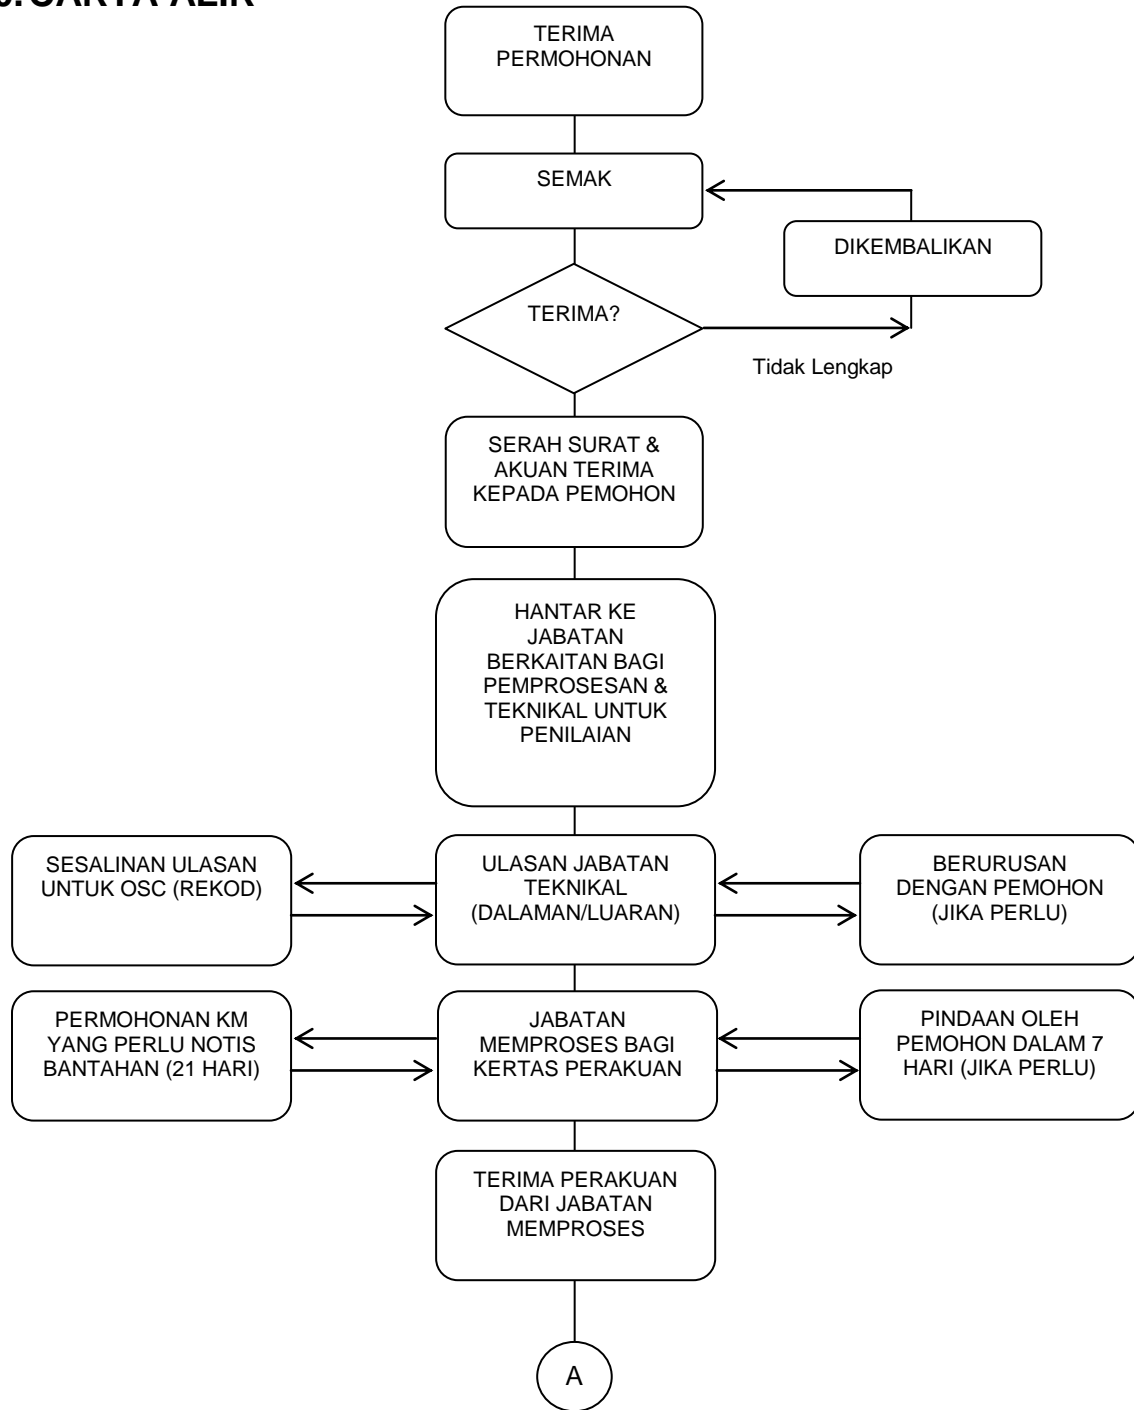 CARTA ALIR
TERIMA
PERMOHONAN
SEMAK
DIKEMBALIKAN
TERIMA?
Tidak Lengkap
SERAH SURAT &
AKUAN TERIMA
KEPADA PEMOHON
HANTAR KE
JABATAN
BERKAITAN BAGI
PEMPROSESAN &
TEKNIKAL UNTUK
PENILAIAN
SESALINAN ULASAN
UNTUK OSC (REKOD)
ULASAN JABATAN
TEKNIKAL
(DALAMAN/LUARAN)
BERURUSAN
DENGAN PEMOHON
(JIKA PERLU)
PERMOHONAN KM
YANG PERLU NOTIS
BANTAHAN (21 HARI)
JABATAN
MEMPROSES BAGI
KERTAS PERAKUAN
PINDAAN OLEH
PEMOHON DALAM 7
HARI (JIKA PERLU)
TERIMA PERAKUAN
DARI JABATAN
MEMPROSES
A